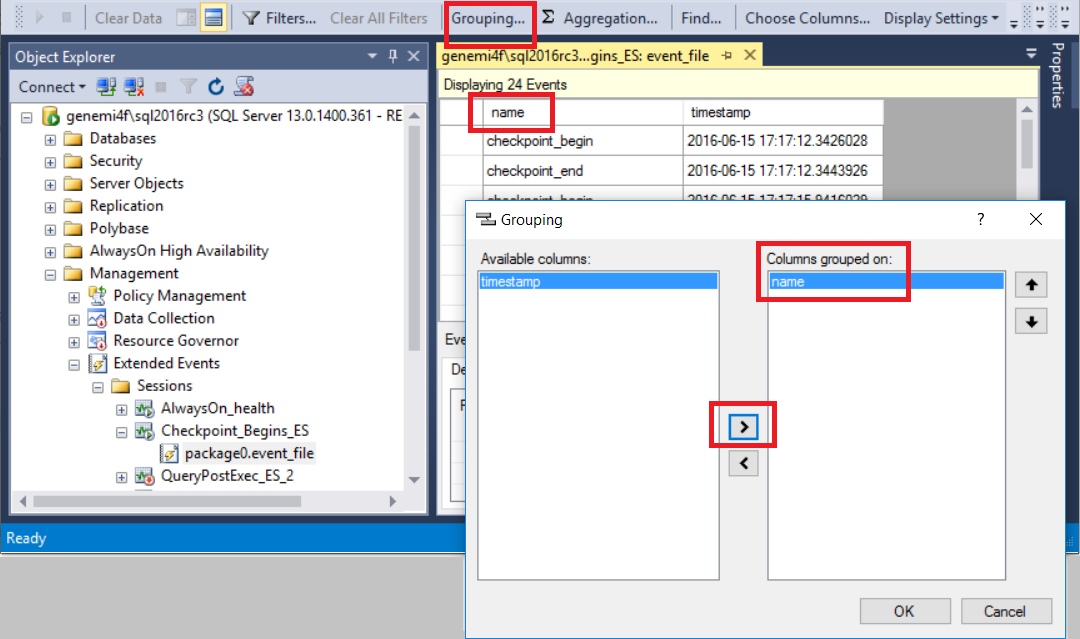 Clear Data Filters... Clear All Filters Grouping... Σ Aggregation... Find... Choose Columns... Display Settings
Object Explorer
genemi4f\sql2016rc3...gins_ES: event_file
Properties
Connect
Displaying 24 Events
genemi4f\sql2016rc3 (SQL Server 13.0.1400.361 - RE
name timestamp
Databases
checkpoint_begin 2016-06-15 17:17:12.3426028
Security
checkpoint_end 2016-06-15 17:17:12.3443926
Server Objects
Replication
Polybase
AlwaysOn High Availability
Management
Policy Management
Data Collection
Resource Governor
Extended Events
Sessions
AlwaysOn_health
Checkpoint_Begins_ES
package0.event_file
QueryPostExec_ES_2
Ready
Grouping ?
Available columns:
timestamp
Columns grouped on:
name
>
<
OK Cancel